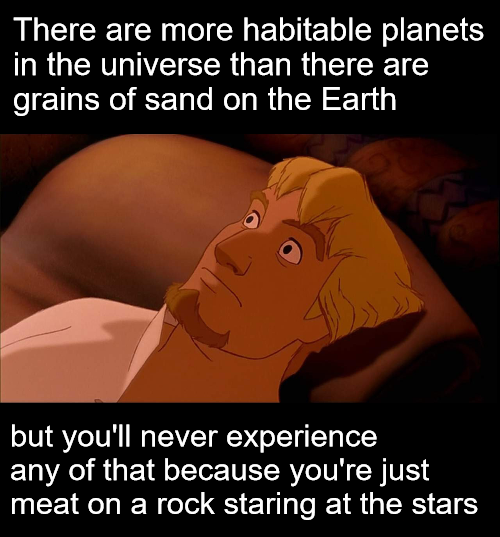 There are more habitable planets
in the universe than there are
grains of sand on the Earth
but you'll never experience
any of that because you're just
meat on a rock staring at the stars